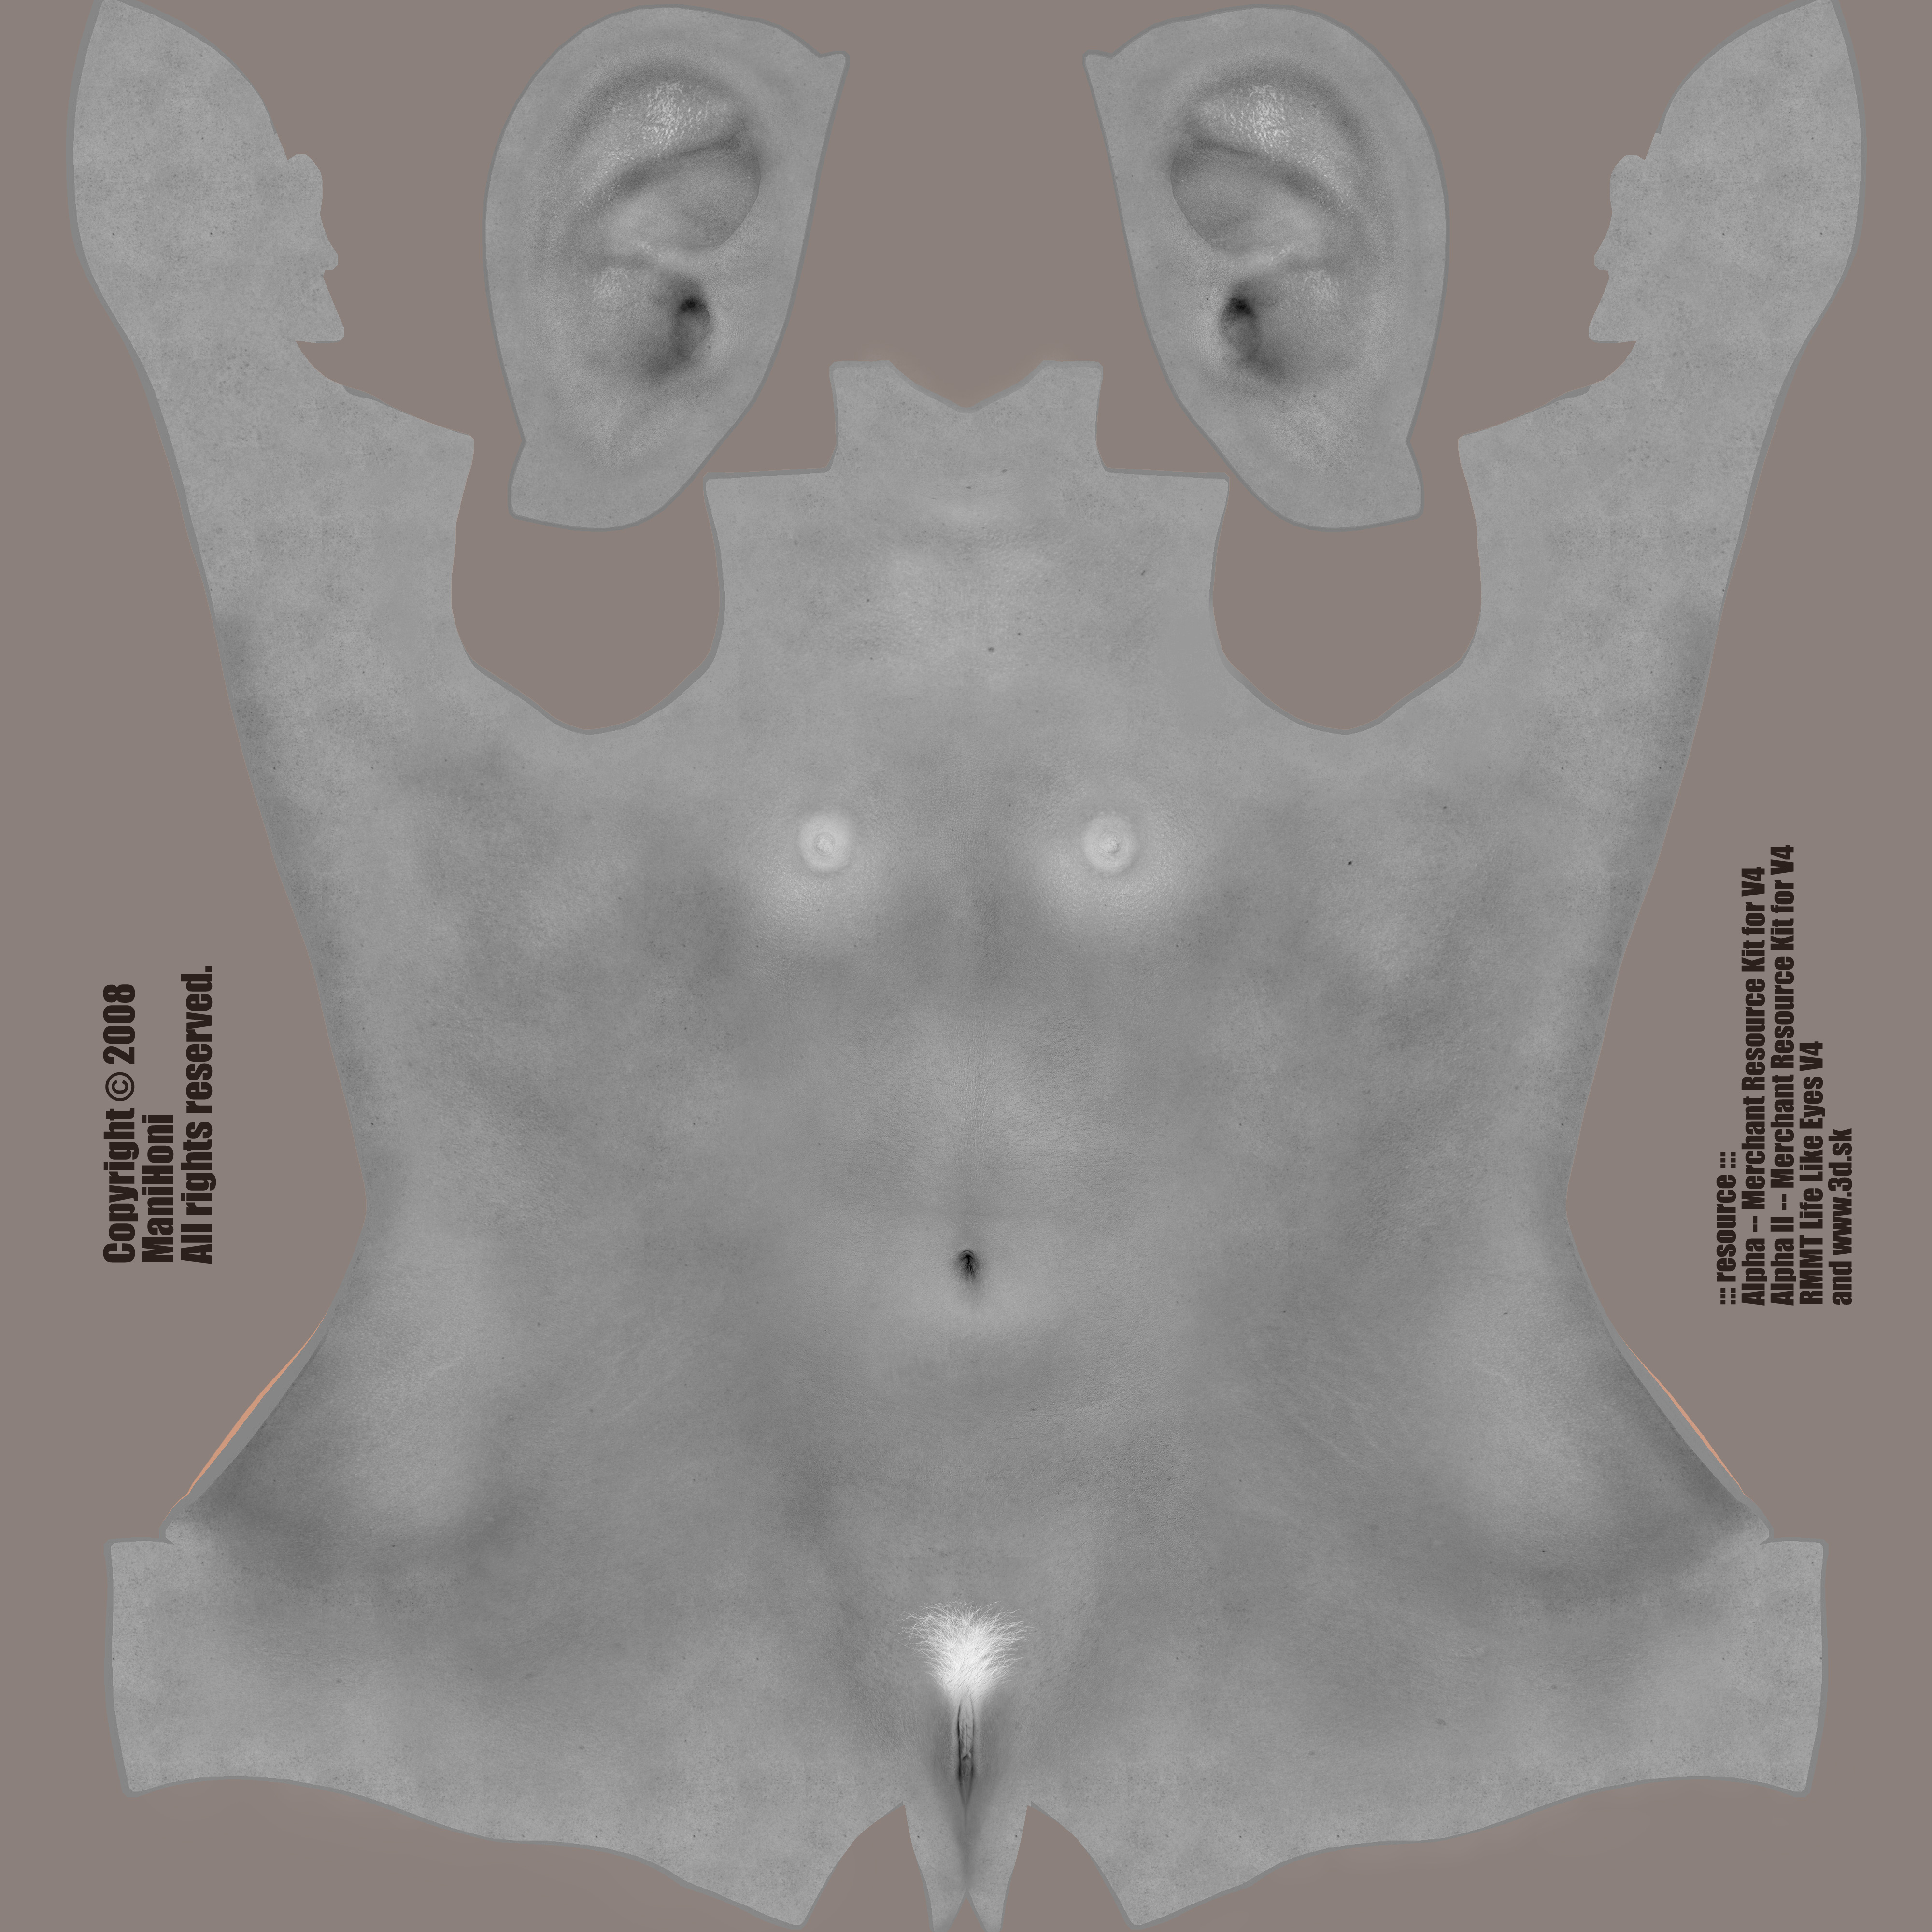 Copyright © 2008
ManiHoni
All rights reserved.
::: resource :::
Alpha -- Merchant Resource Kit for V4
Alpha II -- Merchant Resource Kit for V4
RMMT Life Like Eyes V4
and www.3d.sk